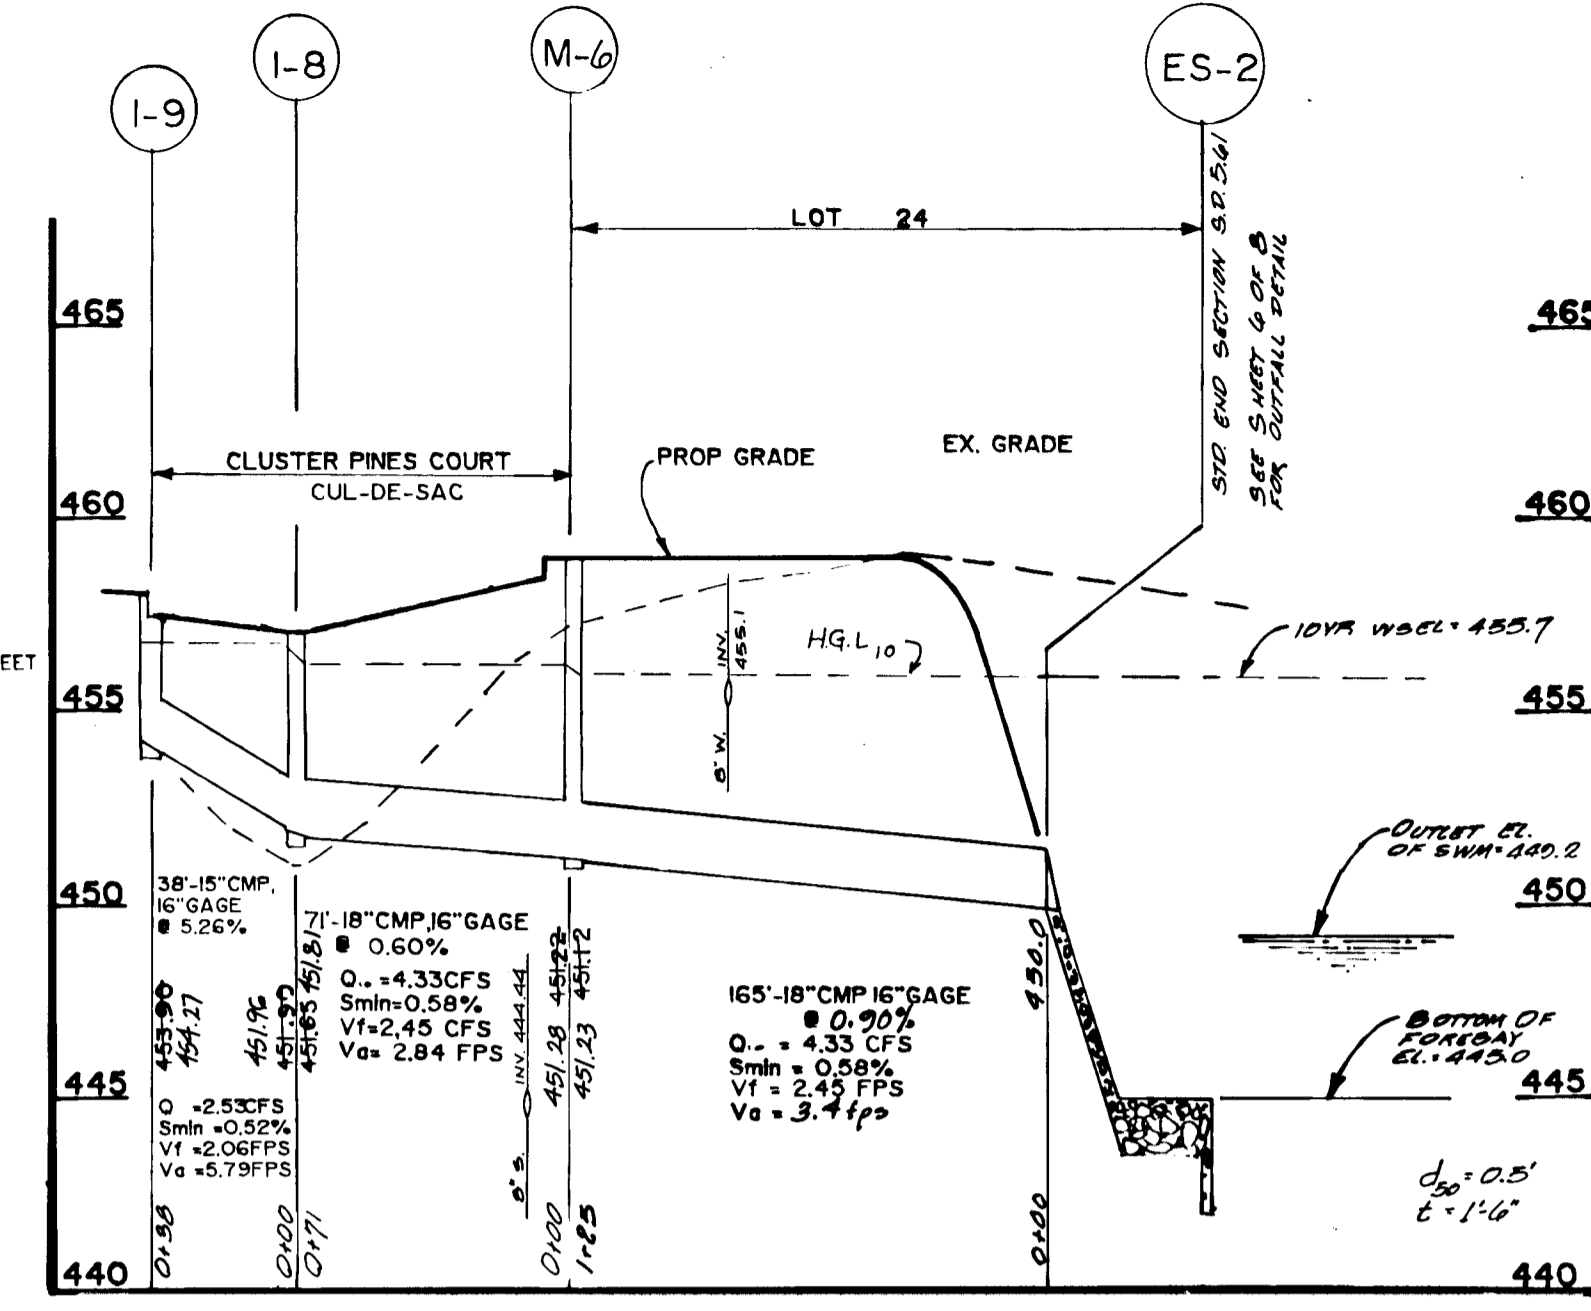 I-9
I-8
M-6
ES-2
STD. END SECTION S.D. 5.61
SEE SHEET 6 OF 8
FOR OUTFALL DETAIL
LOT 24
465
465
CLUSTER PINES COURT
CUL-DE-SAC
PROP GRADE
EX. GRADE
460
460
10YR WSEL = 455.7
H.G.L 10
INV.
455.1
8" W.
EET
455
455
OUTLET EL.
OF SWM = 449.2
450
450
38'-15"CMP,
16"GAGE
@ 5.26%
71'-18"CMP,16"GAGE
@ 0.60%
Q.. =4.33CFS
Smin=0.58%
Vf=2.45 CFS
Va= 2.84 FPS
165'-18"CMP 16"GAGE
@ 0.90%
Q.. = 4.33 CFS
Smin = 0.58%
Vf = 2.45 FPS
Va = 3.4 fps
453.90
454.27
451.96
451.65
451.81
8" S.
INV. 444.44
451.28
451.22
451.23
451.12
450.0
BOTTOM OF
FOREBAY
EL. = 445.0
445
445
Q =2.53CFS
Smin =0.52%
Vf =2.06FPS
Va =5.79FPS
d50 = 0.5'
t = 1'-6"
0+38
0+00
0+71
0+00
0+00
440
440